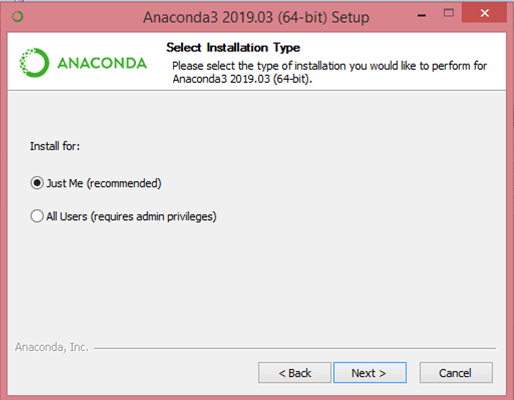 Anaconda3 2019.03 (64-bit) Setup
ANACONDA
Select Installation Type
Please select the type of installation you would like to perform for
Anaconda3 2019.03 (64-bit).
Install for:
Just Me (recommended)
All Users (requires admin privileges)
Anaconda, Inc.
< Back
Next >
Cancel